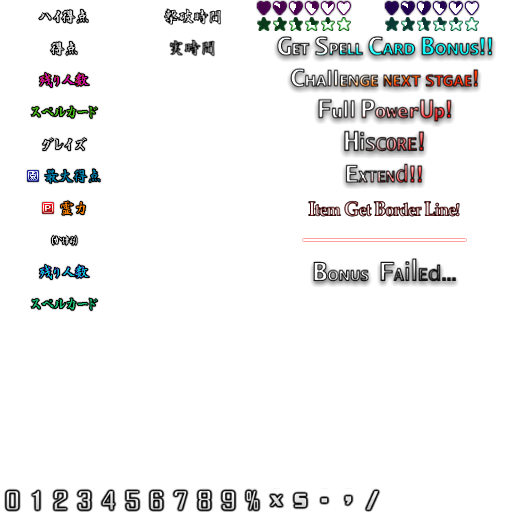 ハイ得点 撃破時間
得点 実時間 Get Spell Card Bonus!!
残り人数 Challenge next stgae!
スペルカード Full PowerUp!
グレイズ Hiscore!
最大得点 Extend!!
P 霊力 Item Get Border Line!
残り人数 Bonus Failed...
スペルカード
0 1 2 3 4 5 6 7 8 9 % x s - , /